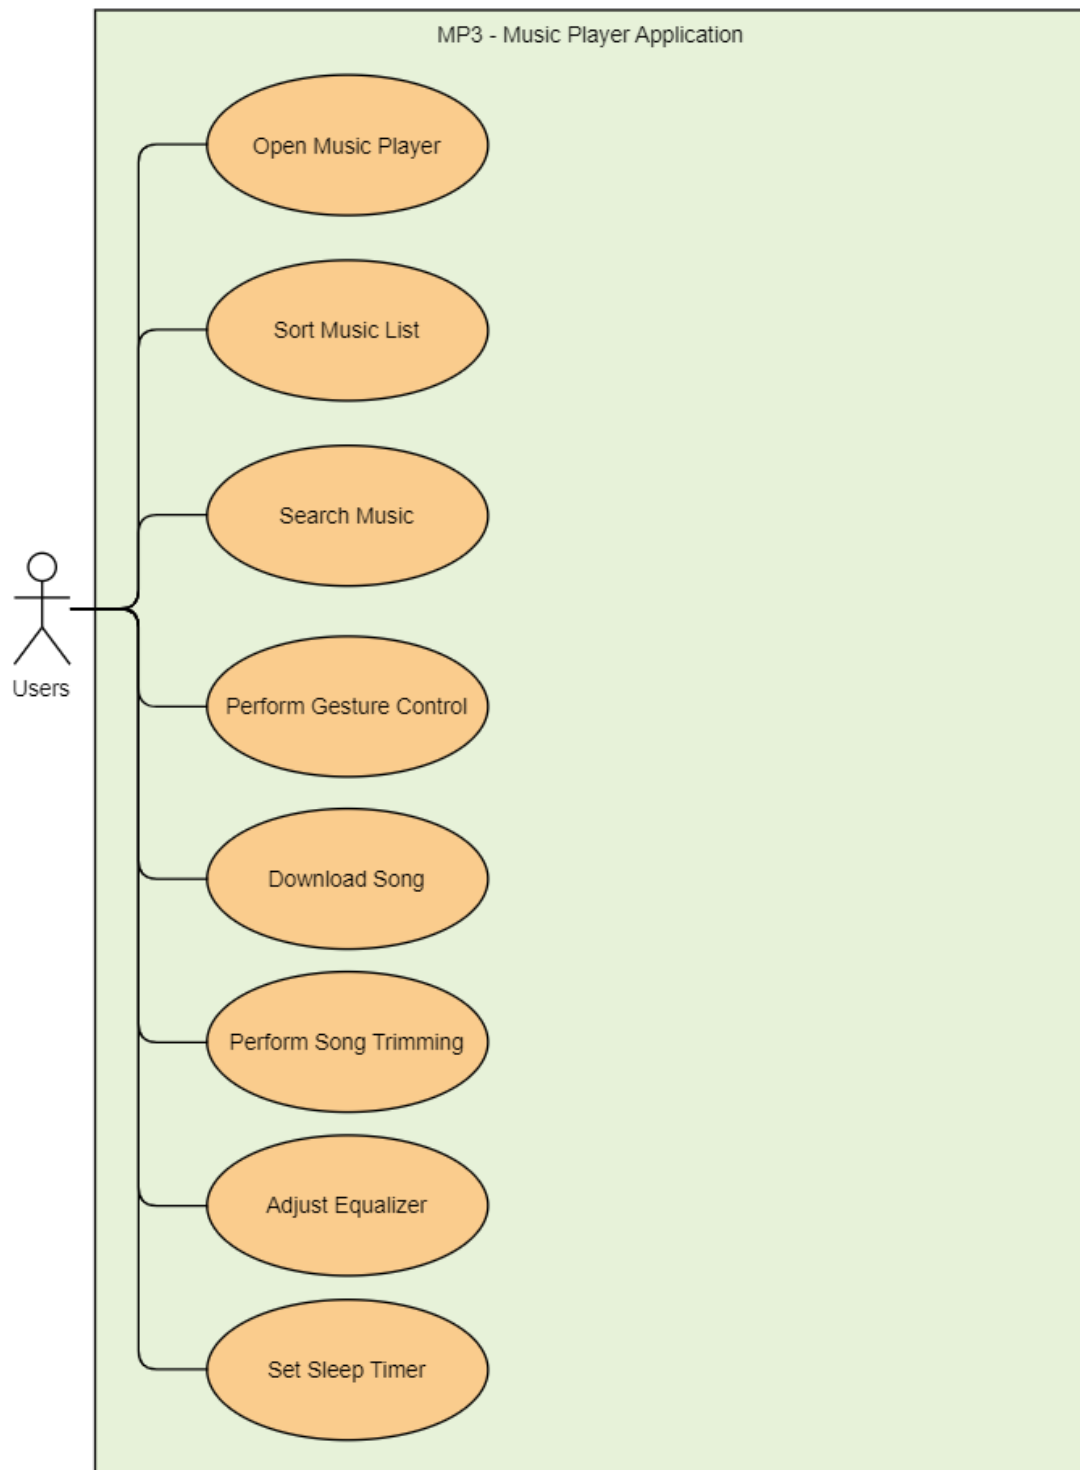 MP3 - Music Player Application
Open Music Player
Sort Music List
Search Music
Users
Perform Gesture Control
Download Song
Perform Song Trimming
Adjust Equalizer
Set Sleep Timer